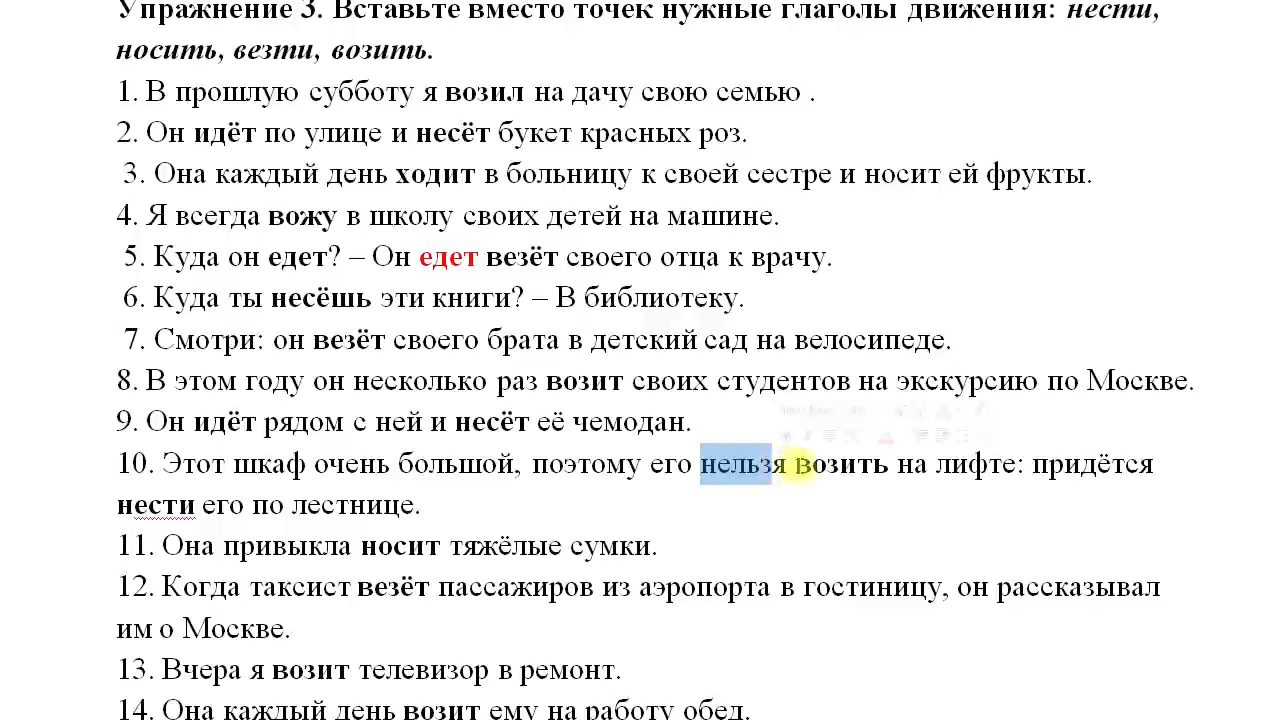 Упражнение 3. Вставьте вместо точек нужные глаголы движения: нести,
носить, везти, возить.
1. В прошлую субботу я возил на дачу свою семью .
2. Он идёт по улице и несёт букет красных роз.
3. Она каждый день ходит в больницу к своей сестре и носит ей фрукты.
4. Я всегда вожу в школу своих детей на машине.
5. Куда он едет? – Он едет везёт своего отца к врачу.
6. Куда ты несёшь эти книги? – В библиотеку.
7. Смотри: он везёт своего брата в детский сад на велосипеде.
8. В этом году он несколько раз возит своих студентов на экскурсию по Москве.
9. Он идёт рядом с ней и несёт её чемодан.
10. Этот шкаф очень большой, поэтому его нельзя возить на лифте: придётся
нести его по лестнице.
11. Она привыкла носит тяжёлые сумки.
12. Когда таксист везёт пассажиров из аэропорта в гостиницу, он рассказывал
им о Москве.
13. Вчера я возит телевизор в ремонт.
14. Она каждый день возит ему на работу обед.